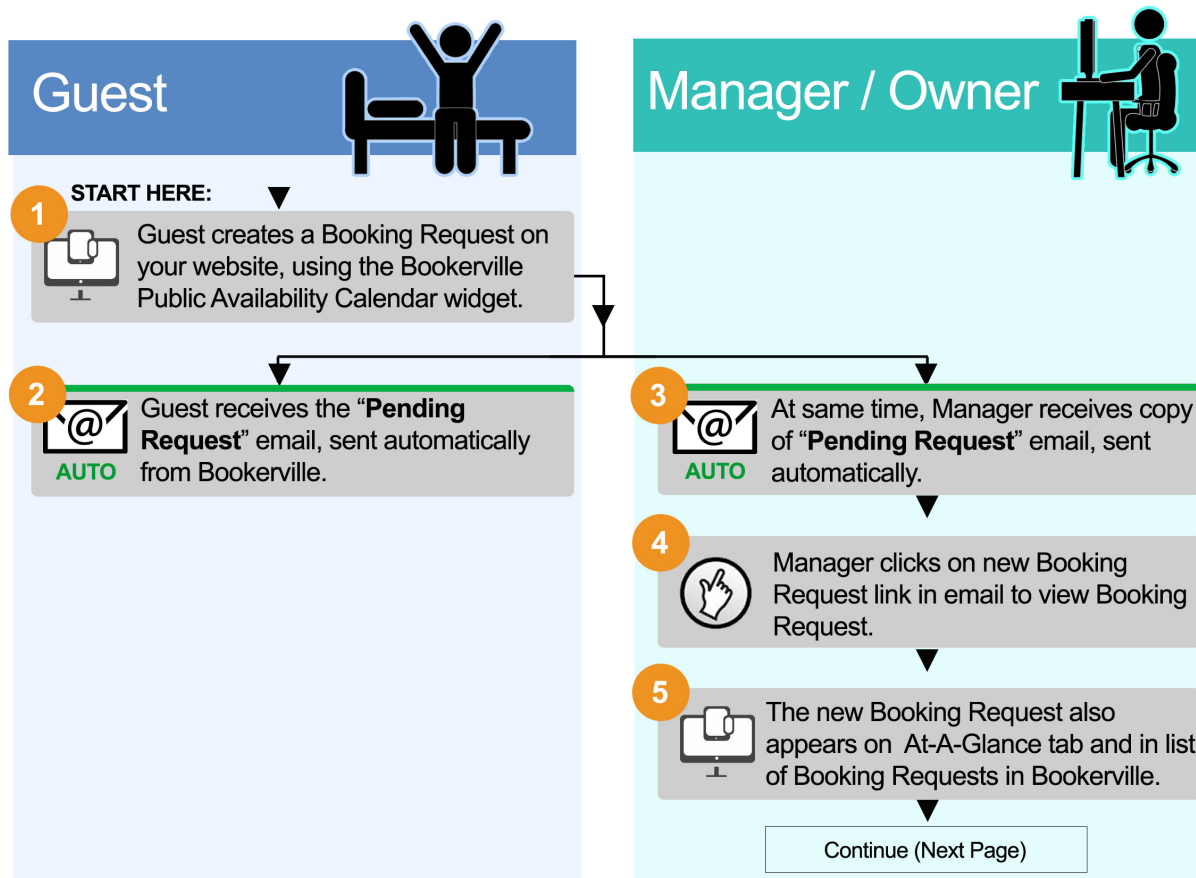 Guest
Manager / Owner
START HERE:
1
Guest creates a Booking Request on
your website, using the Bookerville
Public Availability Calendar widget.
2
@
AUTO
Guest receives the “Pending
Request” email, sent automatically
from Bookerville.
3
@
AUTO
At same time, Manager receives copy
of “Pending Request” email, sent
automatically.
4
Manager clicks on new Booking
Request link in email to view Booking
Request.
5
The new Booking Request also
appears on At-A-Glance tab and in list
of Booking Requests in Bookerville.
Continue (Next Page)